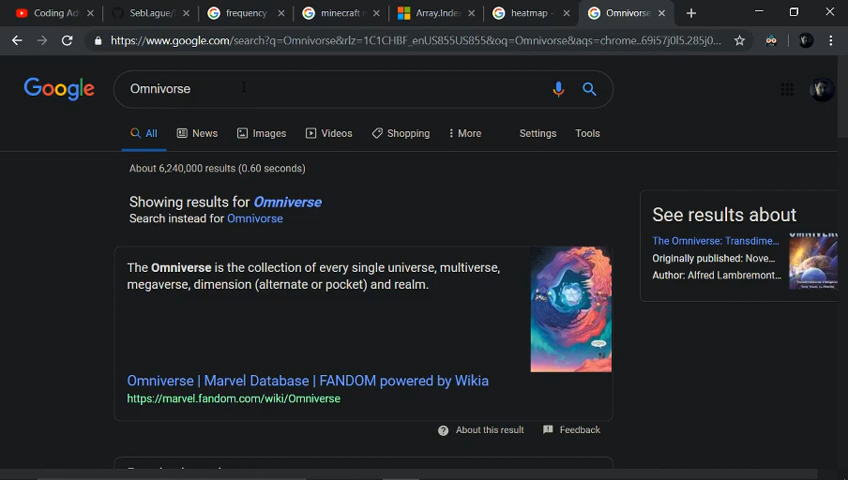 Coding Ad
SebLague/
frequency
minecraft
Array.Inde
heatmap -
Omnivorse
https://www.google.com/search?q=Omnivorse&rlz=1C1CHBF_enUS855US855&oq=Omnivorse&aqs=chrome..69i57j0l5.285j0...
Google
Omnivorse
All
News
Images
Videos
Shopping
More
Settings
Tools
About 6,240,000 results (0.60 seconds)
Showing results for Omniverse
Search instead for Omnivorse
The Omniverse is the collection of every single universe, multiverse,
megaverse, dimension (alternate or pocket) and realm.
Omniverse | Marvel Database | FANDOM powered by Wikia
https://marvel.fandom.com/wiki/Omniverse
About this result
Feedback
See results about
The Omniverse: Transdime...
Originally published: Nove...
Author: Alfred Lambremont...